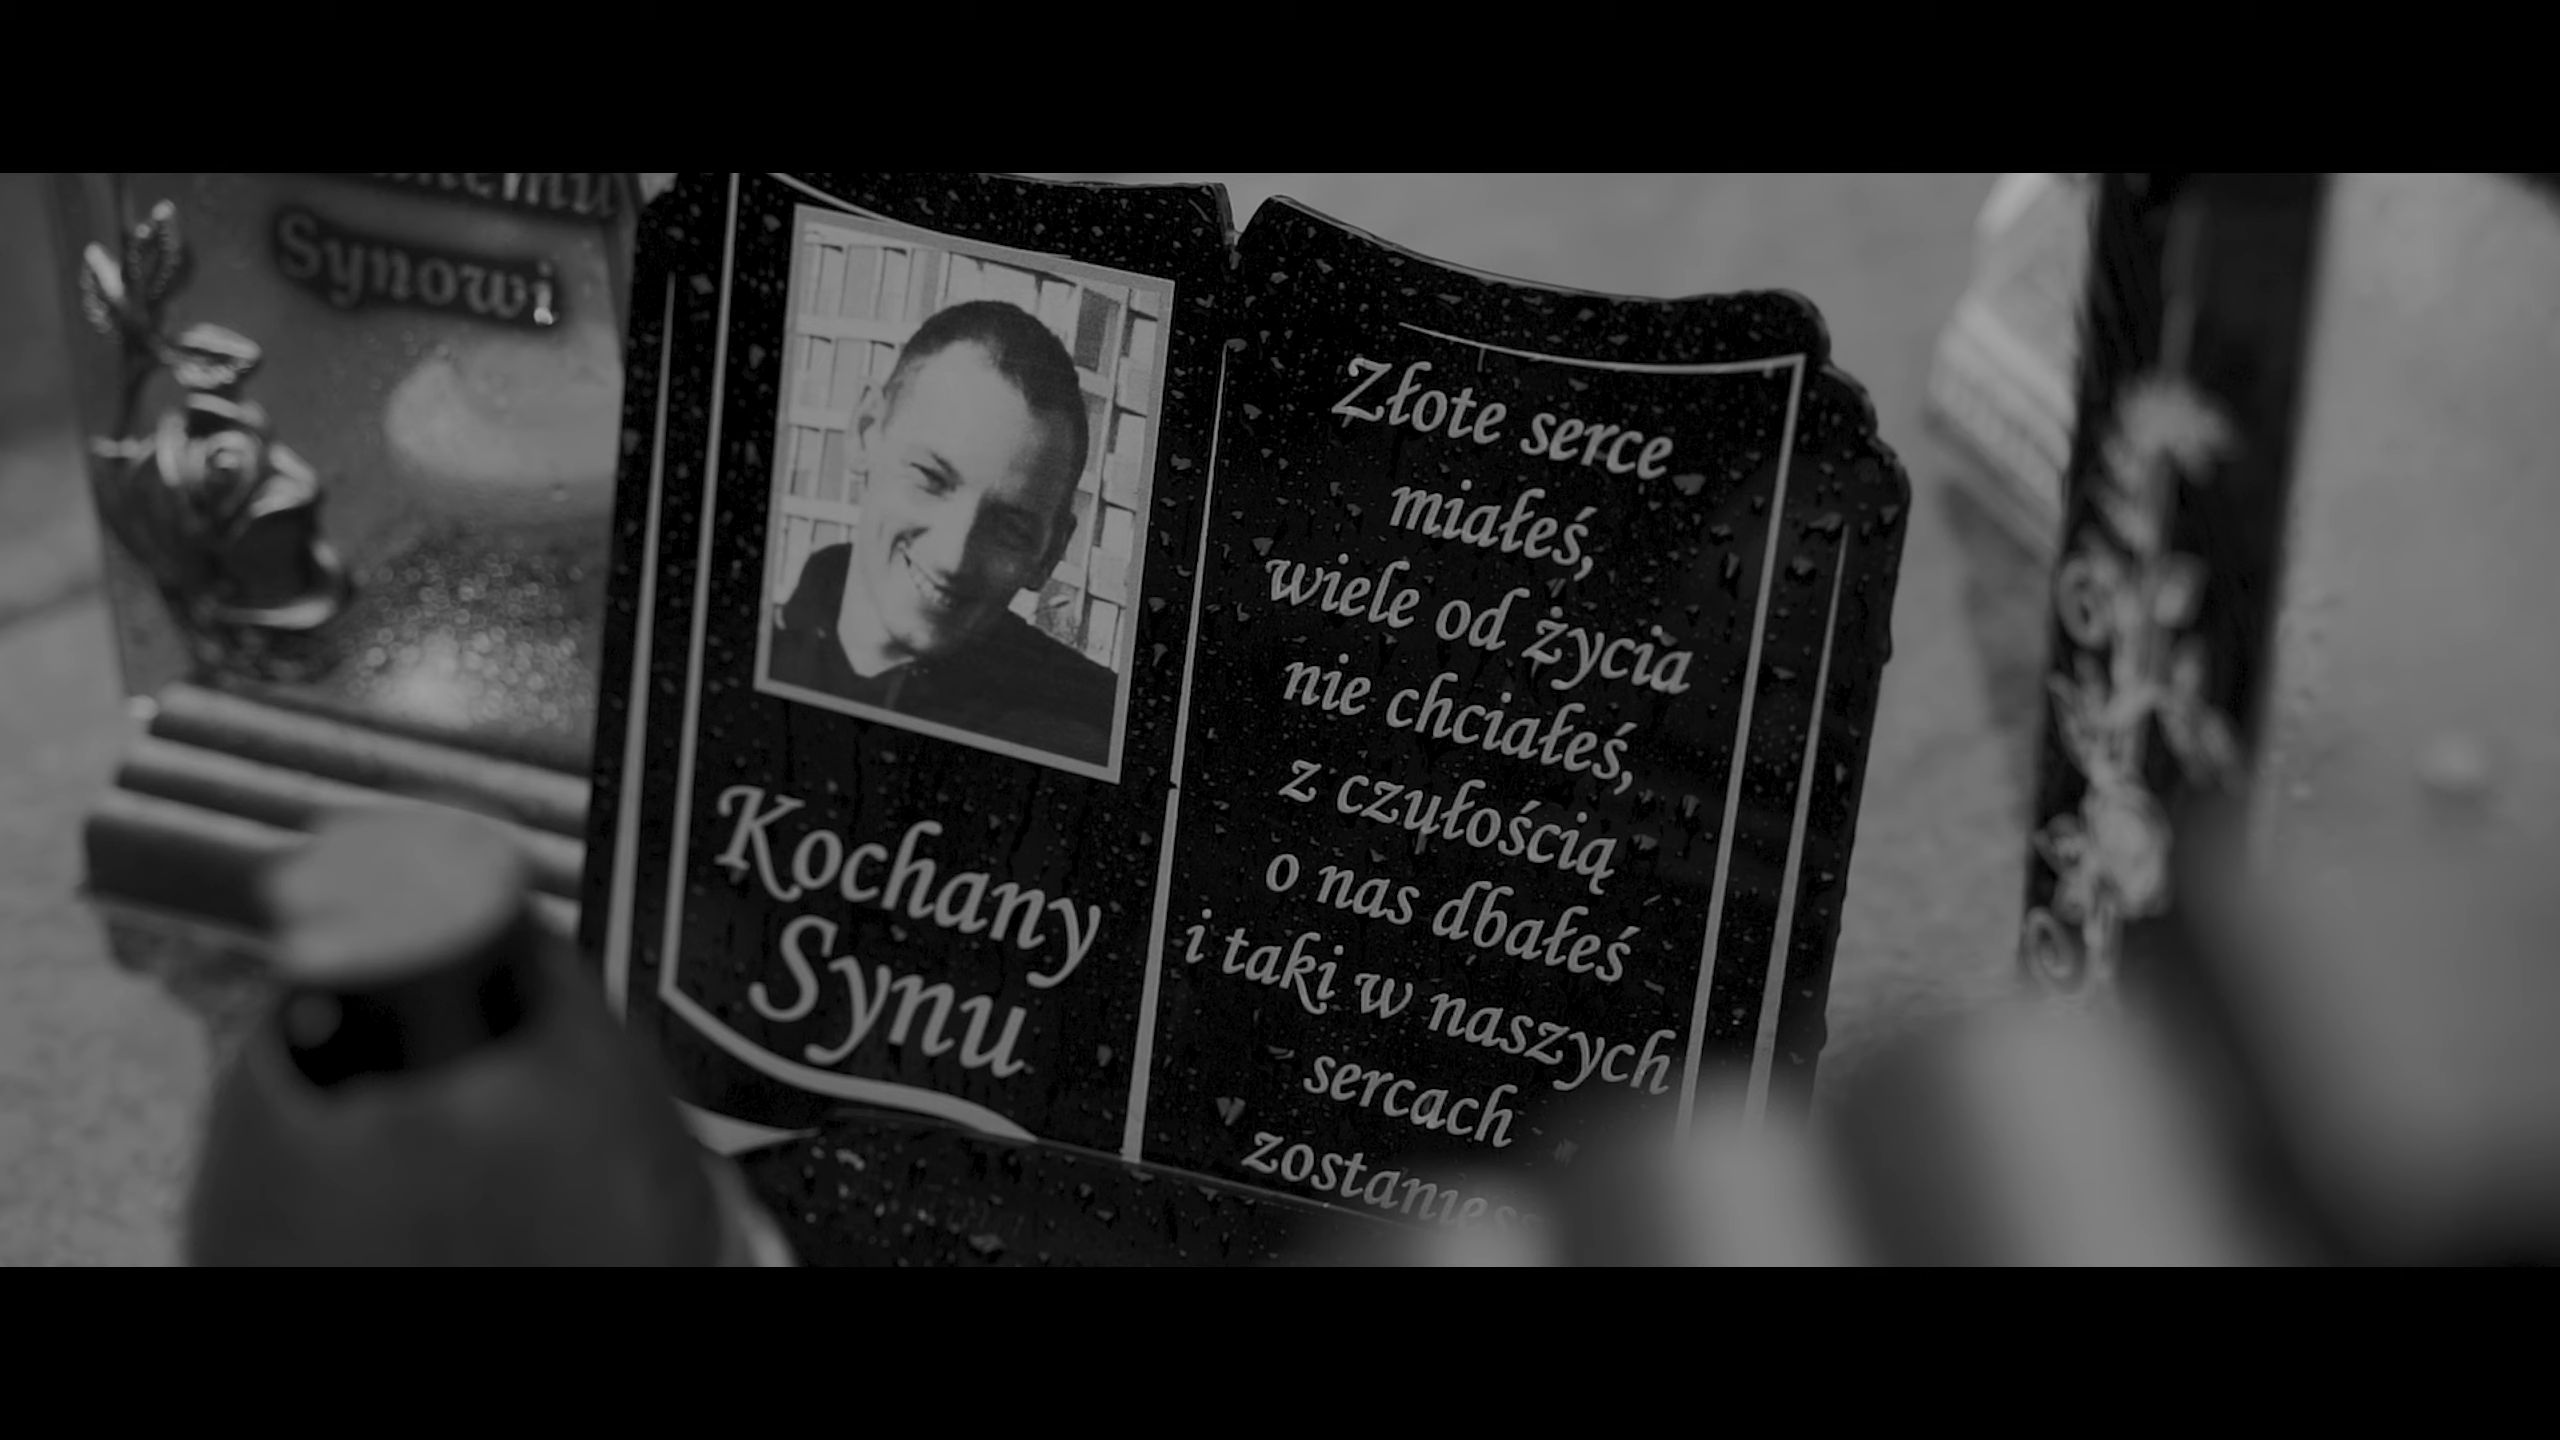 Synowi
Kochany
Synu
Złote serce
miałeś,
wiele od życia
nie chciałeś,
z czułością
o nas dbałeś
i taki w naszych
sercach